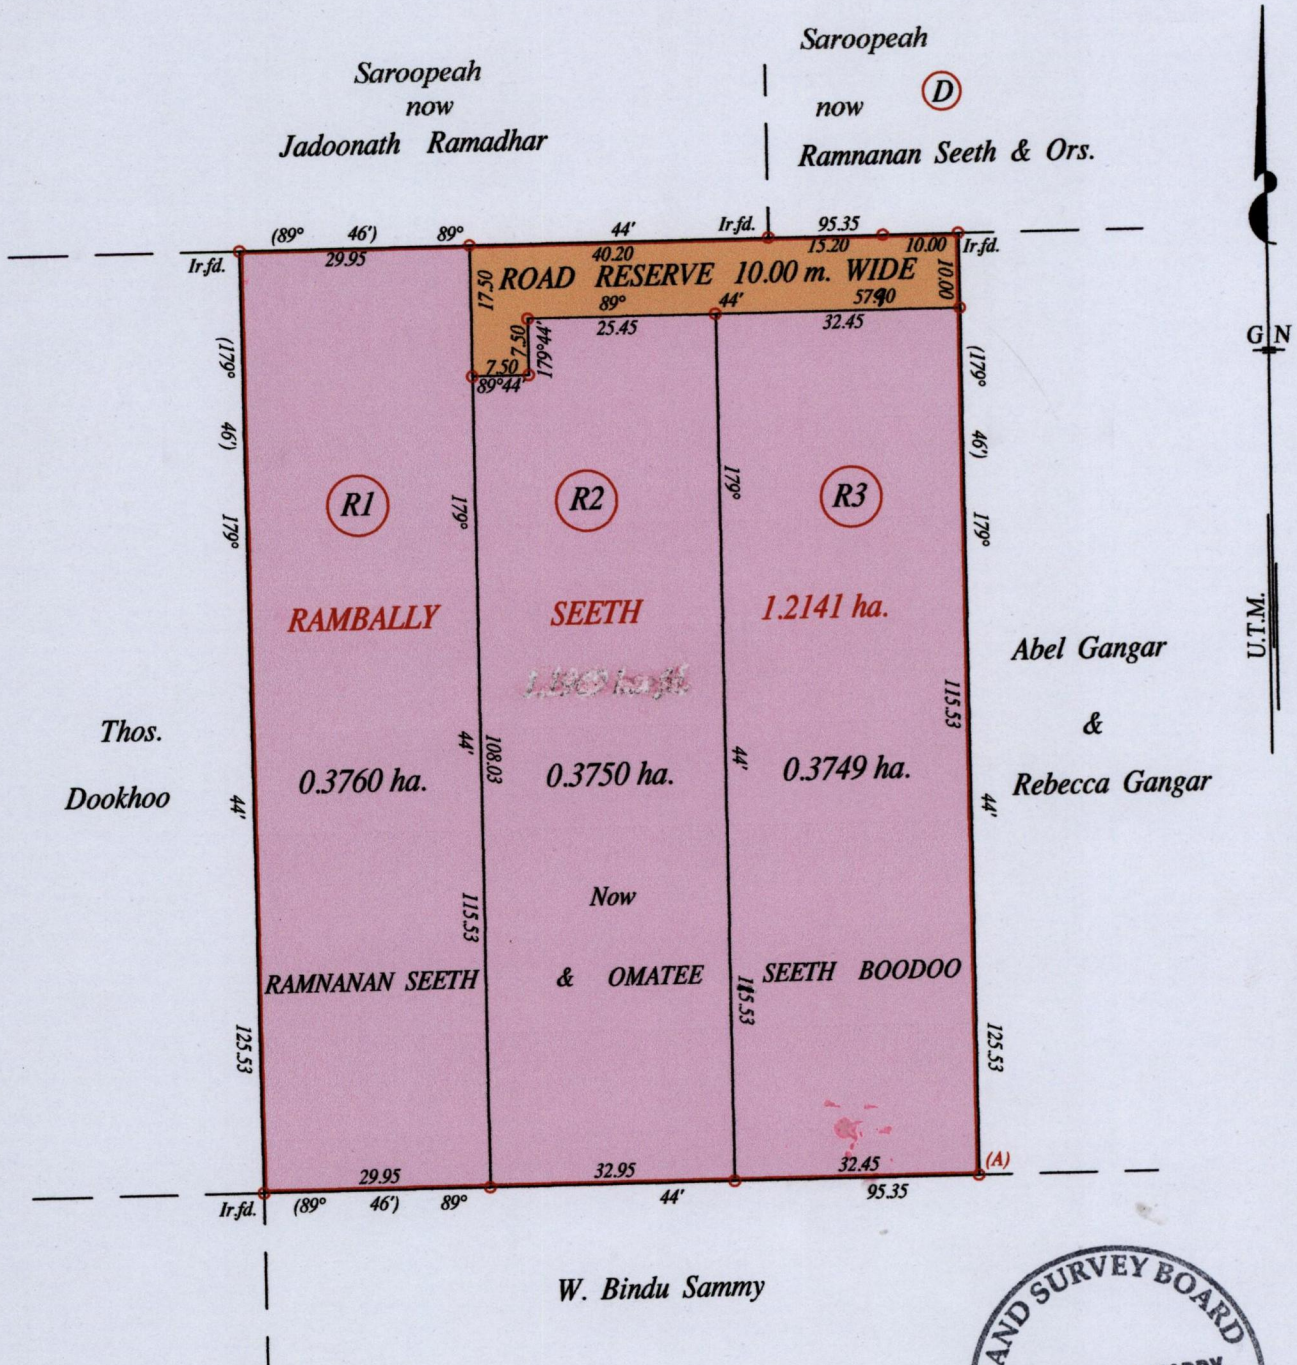 Saroopeah
now
Jadoonath Ramadhar
Saroopeah
now D
Ramnanan Seeth & Ors.
(89° 46') 89° 44' Ir.fd. 95.35
Ir.fd. 29.95 40.20 15.20 10.00 Ir.fd.
17.50 ROAD RESERVE 10.00 m. WIDE 10.00
89° 44'
25.45 32.45
7.50 7.50 179°44'
89°44'
G N
(179° 46') 179° 44' 125.53
179° 44' 115.53
108.03
179° 44'
(179° 46') 179° 44' 125.53
115.53
R1 R2 R3
RAMBALLY SEETH 1.2141 ha.
U.T.M.
Abel Gangar
&
Rebecca Gangar
Thos.
Dookhoo
0.3760 ha. 0.3750 ha. 0.3749 ha.
Now
RAMNANAN SEETH & OMATEE SEETH BOODOO
29.95 32.95 32.45 (A)
Ir.fd. (89° 46') 89° 44' 95.35
W. Bindu Sammy
AND SURVEY BOARD